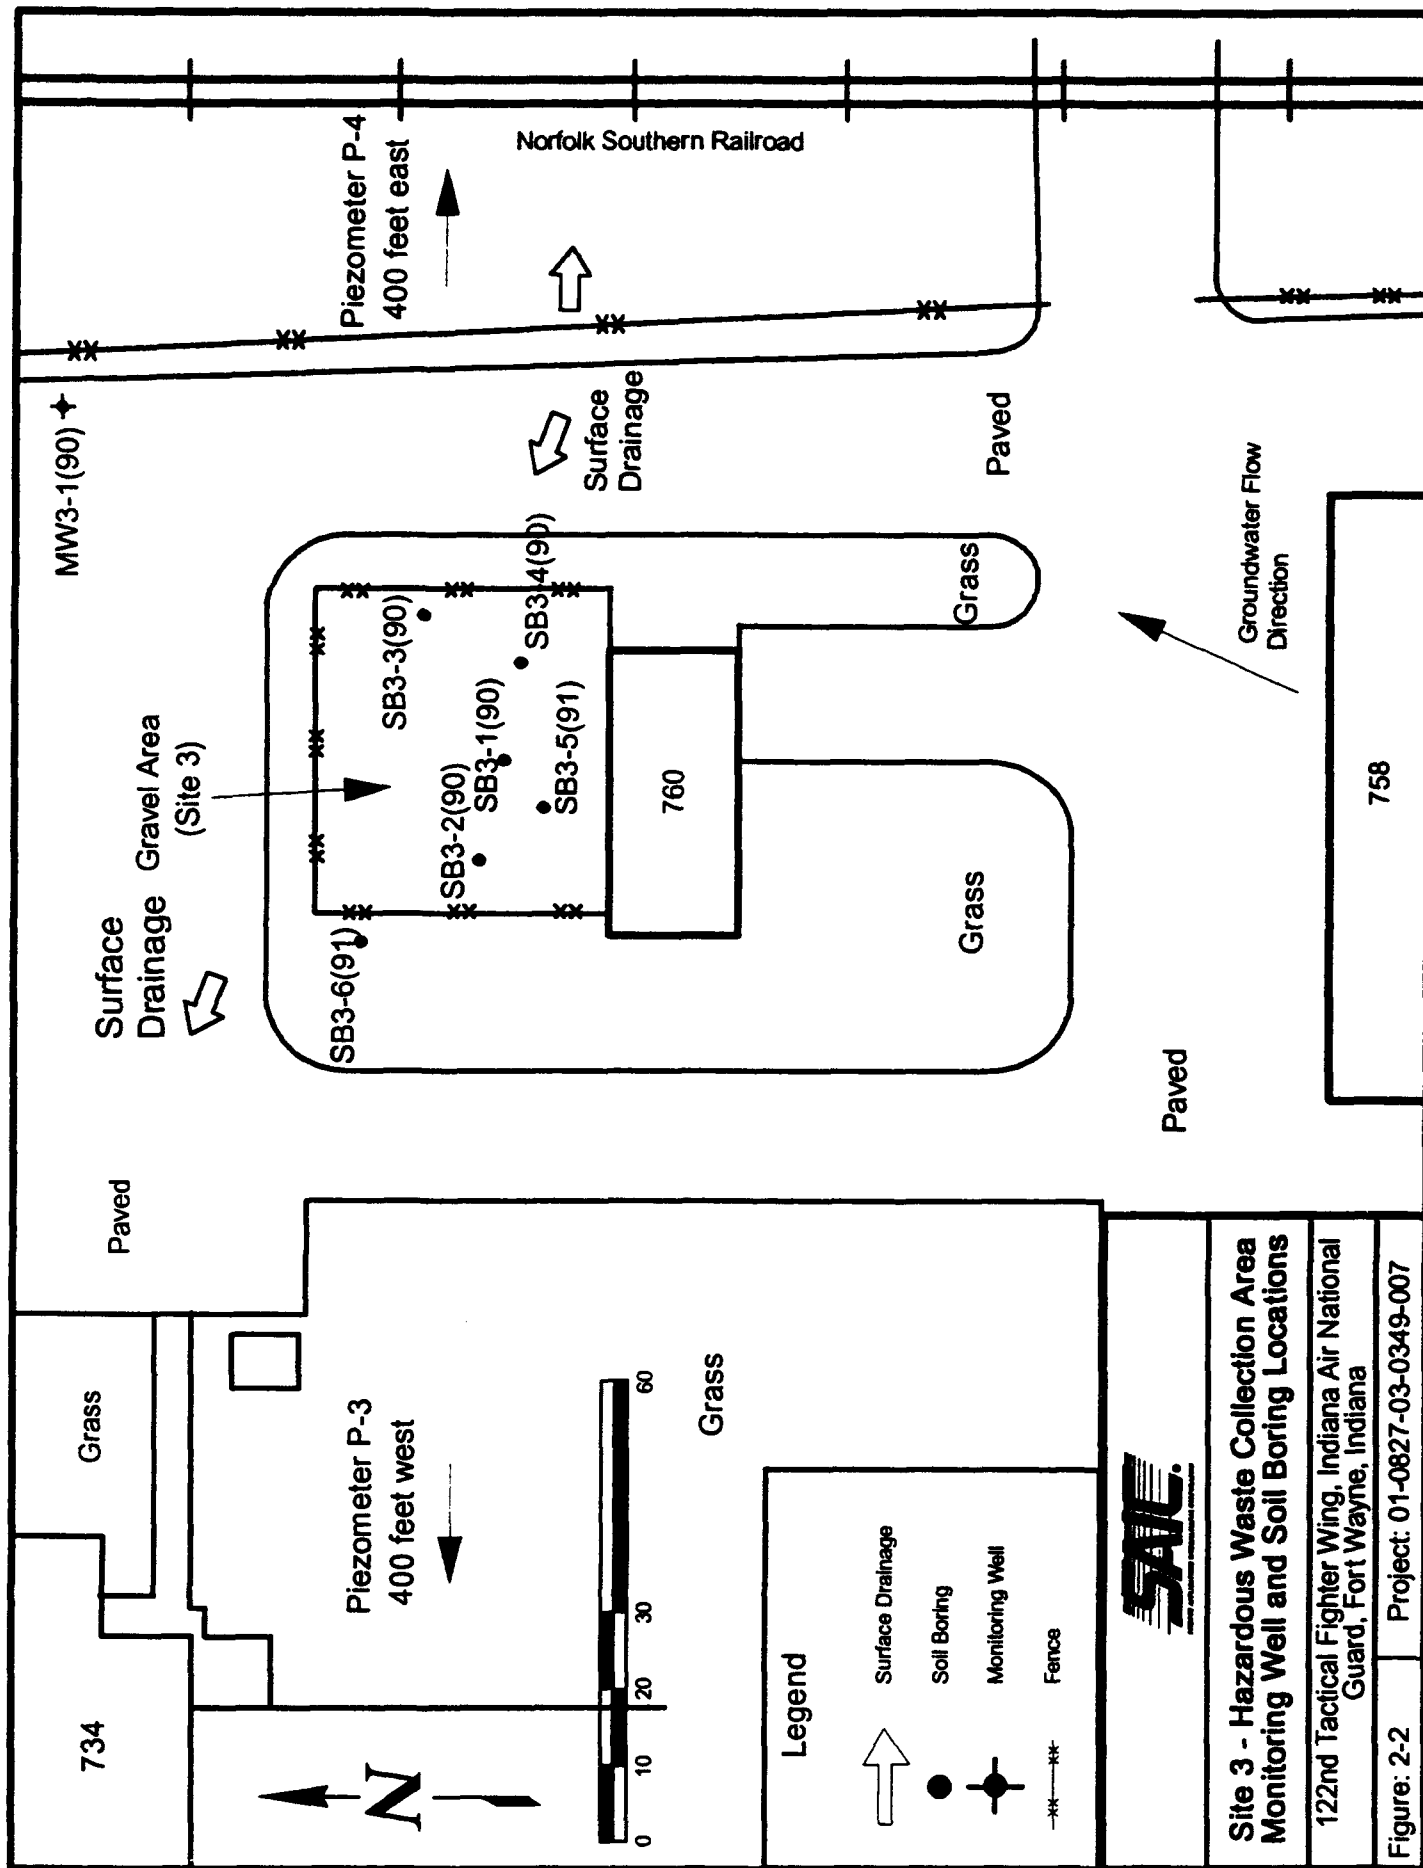 Norfolk Southern Railroad
Piezometer P-4
400 feet east
MW3-1(90)
Surface
Drainage
Paved
Surface
Drainage
Gravel Area
(Site 3)
SB3-3(90)
SB3-4(90)
SB3-1(90)
SB3-2(90)
SB3-5(91)
SB3-6(91)
760
Grass
Grass
Groundwater Flow
Direction
758
Paved
Paved
Grass
734
Piezometer P-3
400 feet west
Grass
N
0 10 20 30 60
Legend
Surface Drainage
Soil Boring
Monitoring Well
Fence
SAIC
Site 3 - Hazardous Waste Collection Area
Monitoring Well and Soil Boring Locations
122nd Tactical Fighter Wing, Indiana Air National
Guard, Fort Wayne, Indiana
Figure: 2-2
Project: 01-0827-03-0349-007